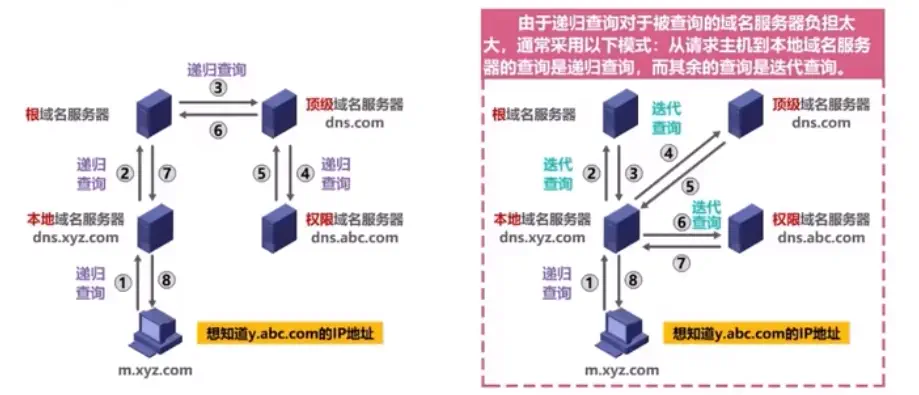 递归查询
③
根域名服务器
⑥
顶级域名服务器
dns.com
②
⑦
递归
查询
⑤
④
递归
查询
本地域名服务器
dns.xyz.com
权限域名服务器
dns.abc.com
递归
查询
①
⑧
想知道y.abc.com的IP地址
m.xyz.com
由于递归查询对于被查询的域名服务器负担太
大，通常采用以下模式：从请求主机到本地域名服务
器的查询是递归查询，而其余的查询是迭代查询。
根域名服务器
迭代
查询
顶级域名服务器
dns.com
迭代
查询
②
③
④
⑤
本地域名服务器
dns.xyz.com
迭代
⑥查询
⑦
权限域名服务器
dns.abc.com
递归
查询
①
⑧
想知道y.abc.com的IP地址
m.xyz.com